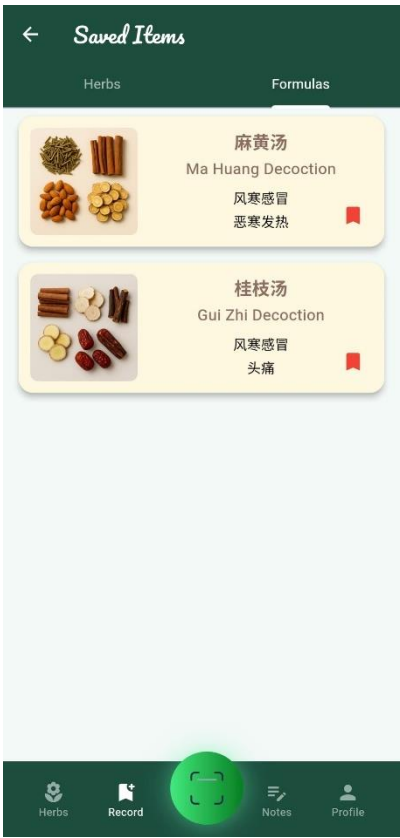 Saved Items
Herbs
Formulas
麻黄汤
Ma Huang Decoction
风寒感冒
恶寒发热
桂枝汤
Gui Zhi Decoction
风寒感冒
头痛
Herbs
Record
Notes
Profile